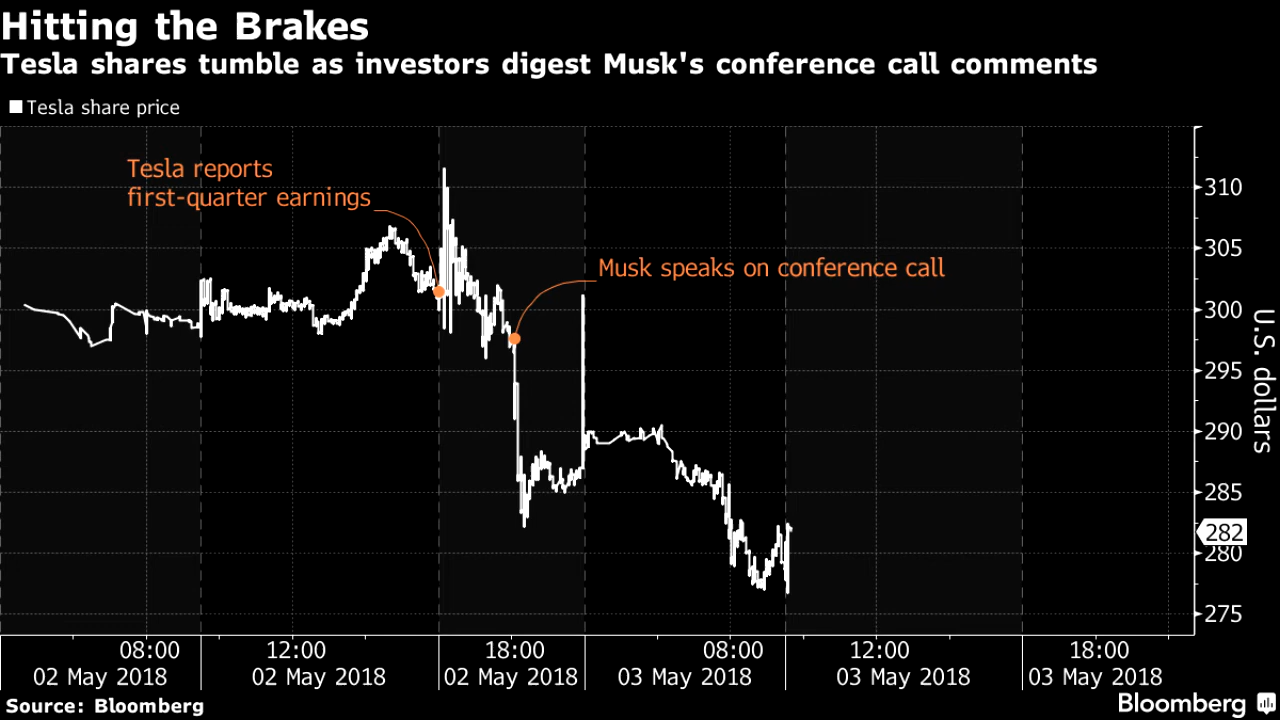 Hitting the Brakes
Tesla shares tumble as investors digest Musk's conference call comments
Tesla share price
Tesla reports
first-quarter earnings
Musk speaks on conference call
310
305
300
295
290
285
282
280
275
U.S. dollars
08:00 12:00 18:00 08:00 12:00 18:00
02 May 2018 02 May 2018 02 May 2018 03 May 2018 03 May 2018 03 May 2018
Source: Bloomberg
Bloomberg